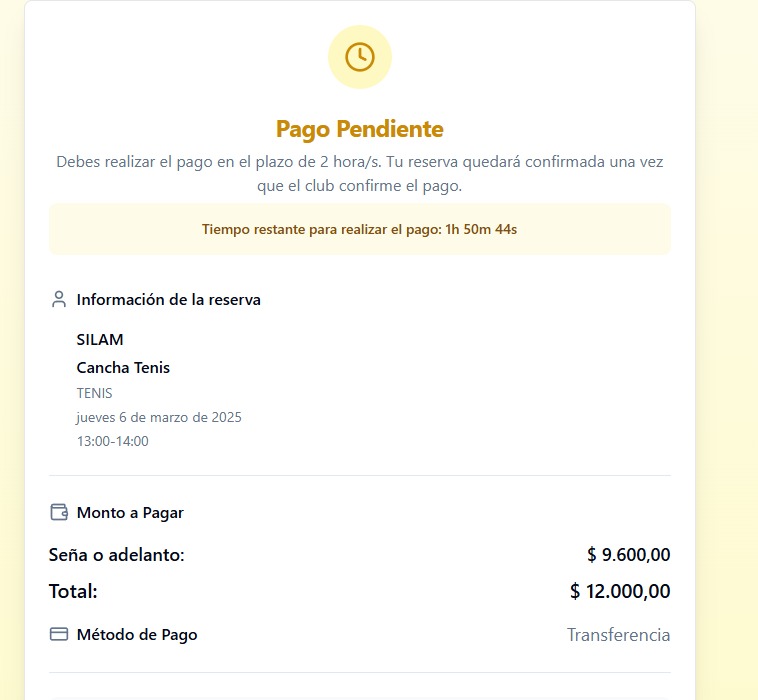 Pago Pendiente
Debes realizar el pago en el plazo de 2 hora/s. Tu reserva quedará confirmada una vez
que el club confirme el pago.
Tiempo restante para realizar el pago: 1h 50m 44s
Información de la reserva
SILAM
Cancha Tenis
TENIS
jueves 6 de marzo de 2025
13:00-14:00
Monto a Pagar
Seña o adelanto: $ 9.600,00
Total: $ 12.000,00
Método de Pago Transferencia